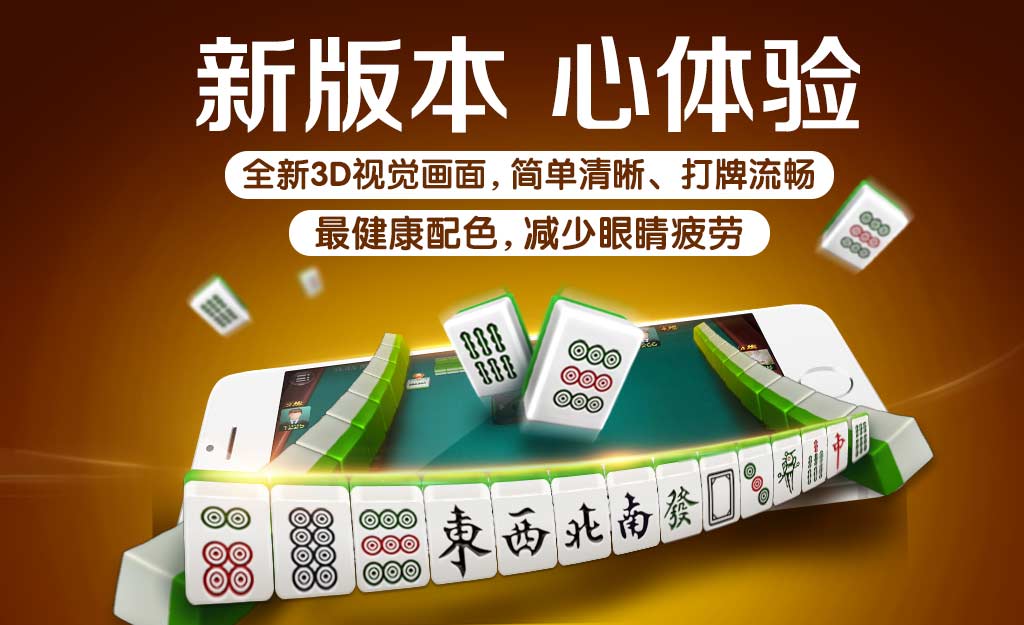 新版本 心体验
全新3D视觉画面，简单清晰、打牌流畅
最健康配色，减少眼睛疲劳
東 西 北 南 發 中